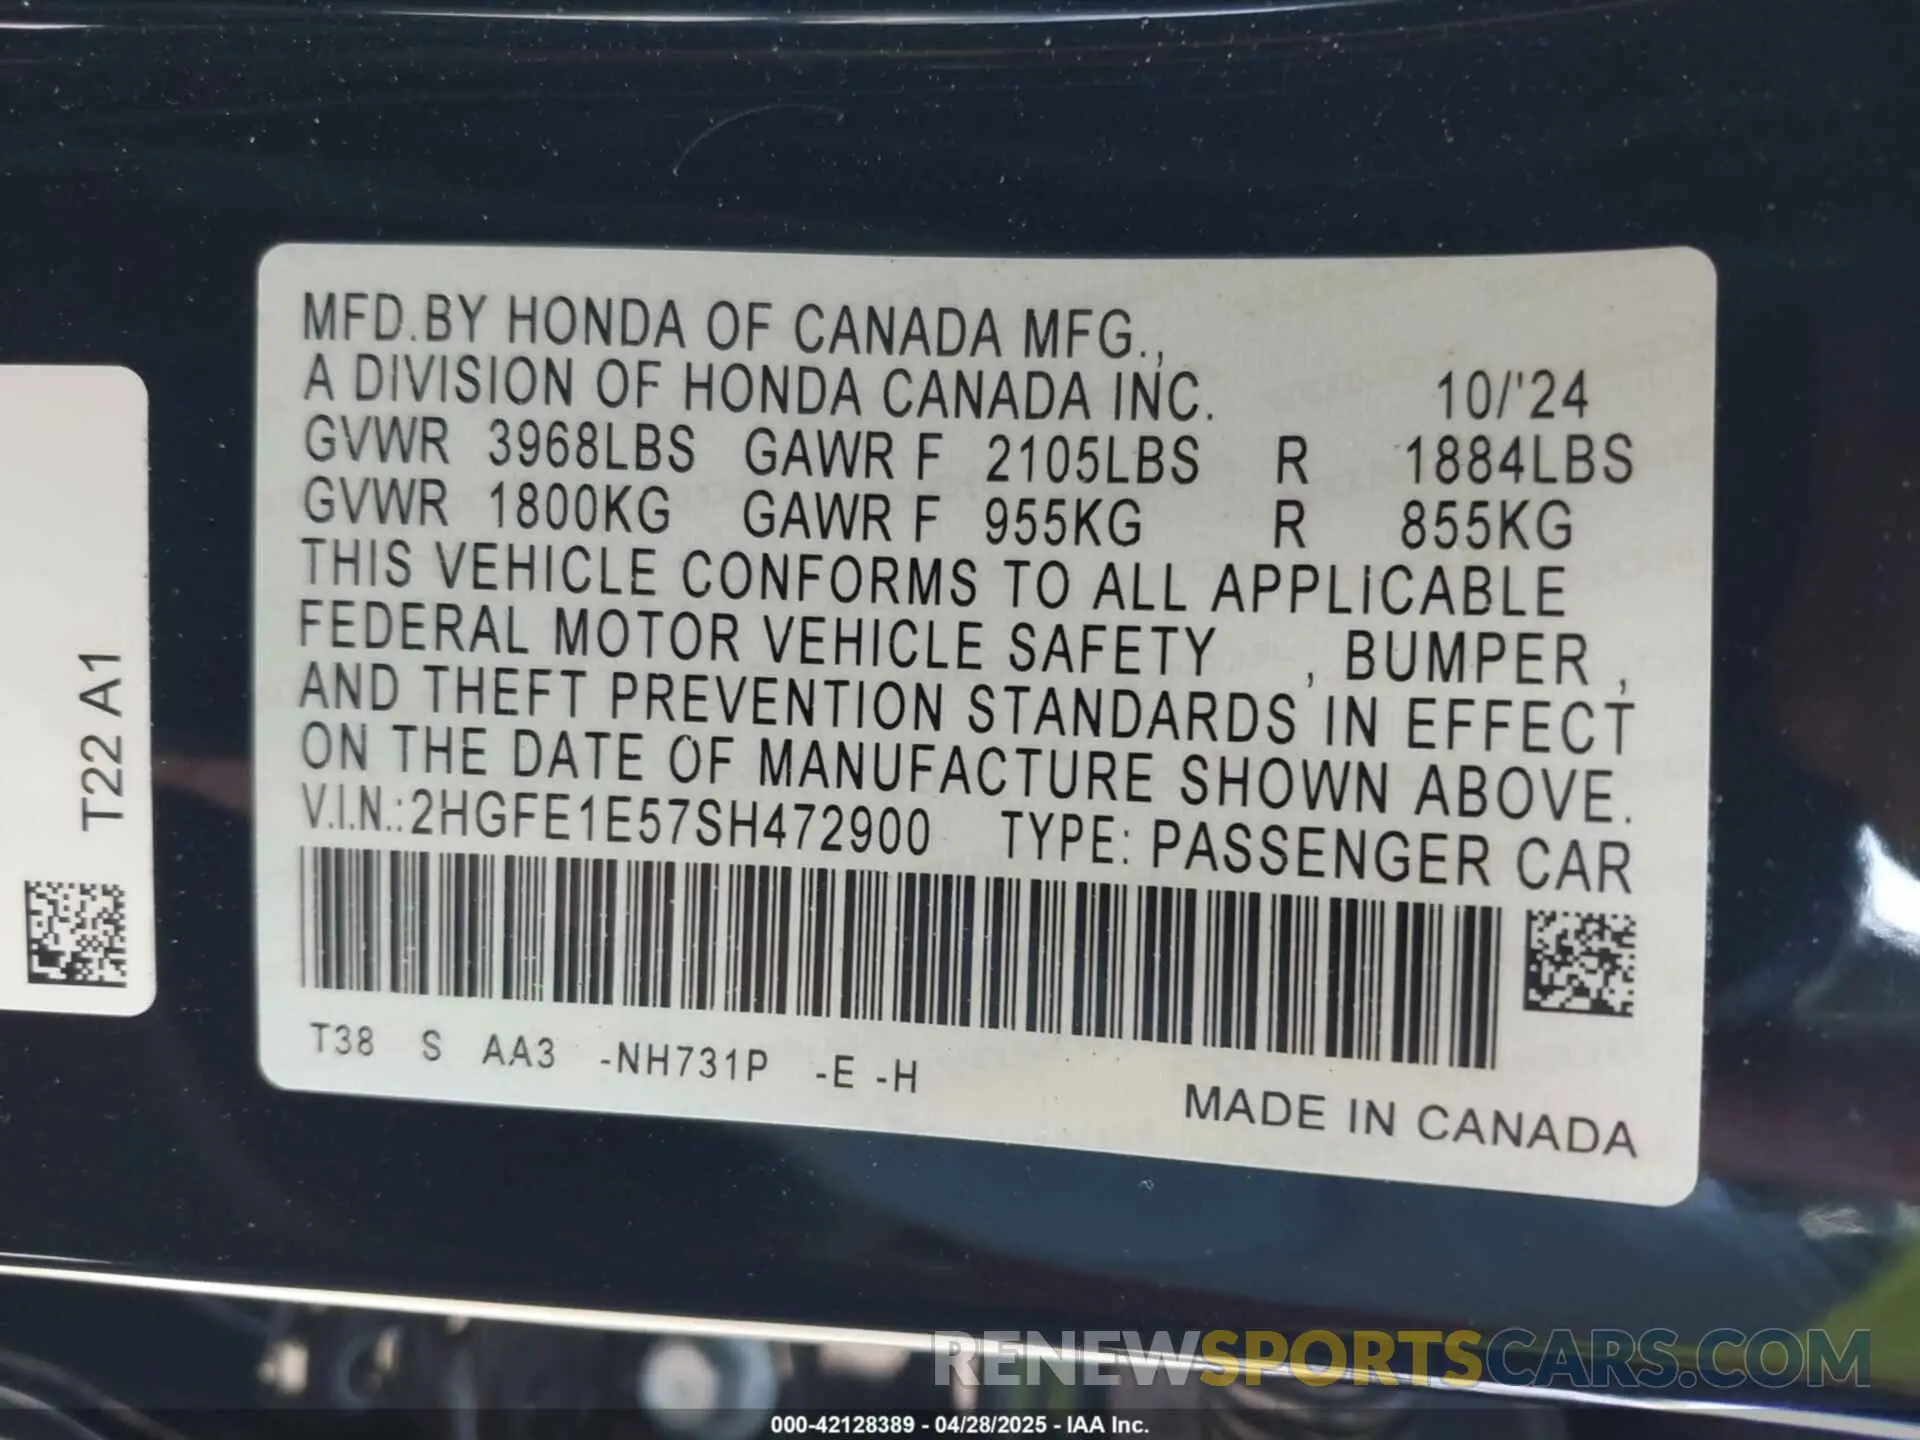 MFD.BY HONDA OF CANADA MFG.,
A DIVISION OF HONDA CANADA INC. 10/'24
GVWR 3968LBS GAWR F 2105LBS R 1884LBS
GVWR 1800KG GAWR F 955KG R 855KG
THIS VEHICLE CONFORMS TO ALL APPLICABLE
FEDERAL MOTOR VEHICLE SAFETY , BUMPER ,
AND THEFT PREVENTION STANDARDS IN EFFECT
ON THE DATE OF MANUFACTURE SHOWN ABOVE.
V.I.N.:2HGFE1E57SH472900 TYPE: PASSENGER CAR
T38 S AA3 -NH731P -E -H
MADE IN CANADA
T22 A1
RENEWSPORTSCARS.COM
000-42128389 - 04/28/2025 - IAA Inc.